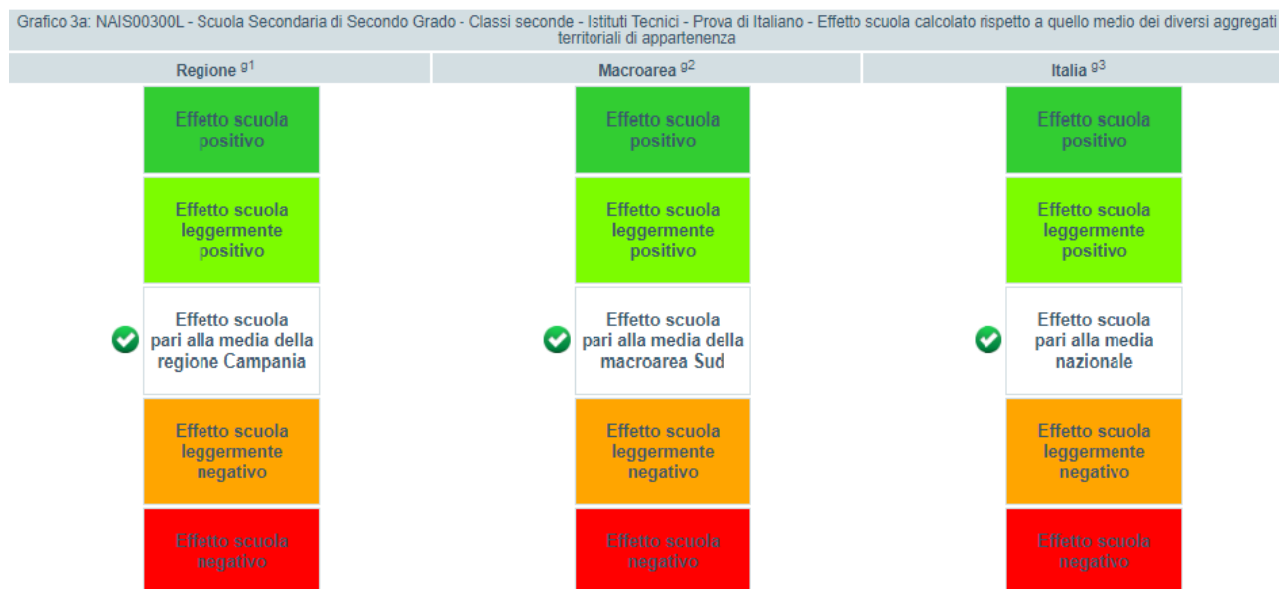 Grafico 3a: NAIS00300L - Scuola Secondaria di Secondo Grado - Classi seconde - Istituti Tecnici - Prova di Italiano - Effetto scuola calcolato rispetto a quello medio dei diversi aggregati
territoriali di appartenenza
Regione g1
Macroarea g2
Italia g3
Effetto scuola
positivo
Effetto scuola
leggermente
positivo
Effetto scuola
pari alla media della
regione Campania
Effetto scuola
leggermente
negativo
Effetto scuola
negativo
Effetto scuola
positivo
Effetto scuola
leggermente
positivo
Effetto scuola
pari alla media della
macroarea Sud
Effetto scuola
leggermente
negativo
Effetto scuola
negativo
Effetto scuola
positivo
Effetto scuola
leggermente
positivo
Effetto scuola
pari alla media
nazionale
Effetto scuola
leggermente
negativo
Effetto scuola
negativo